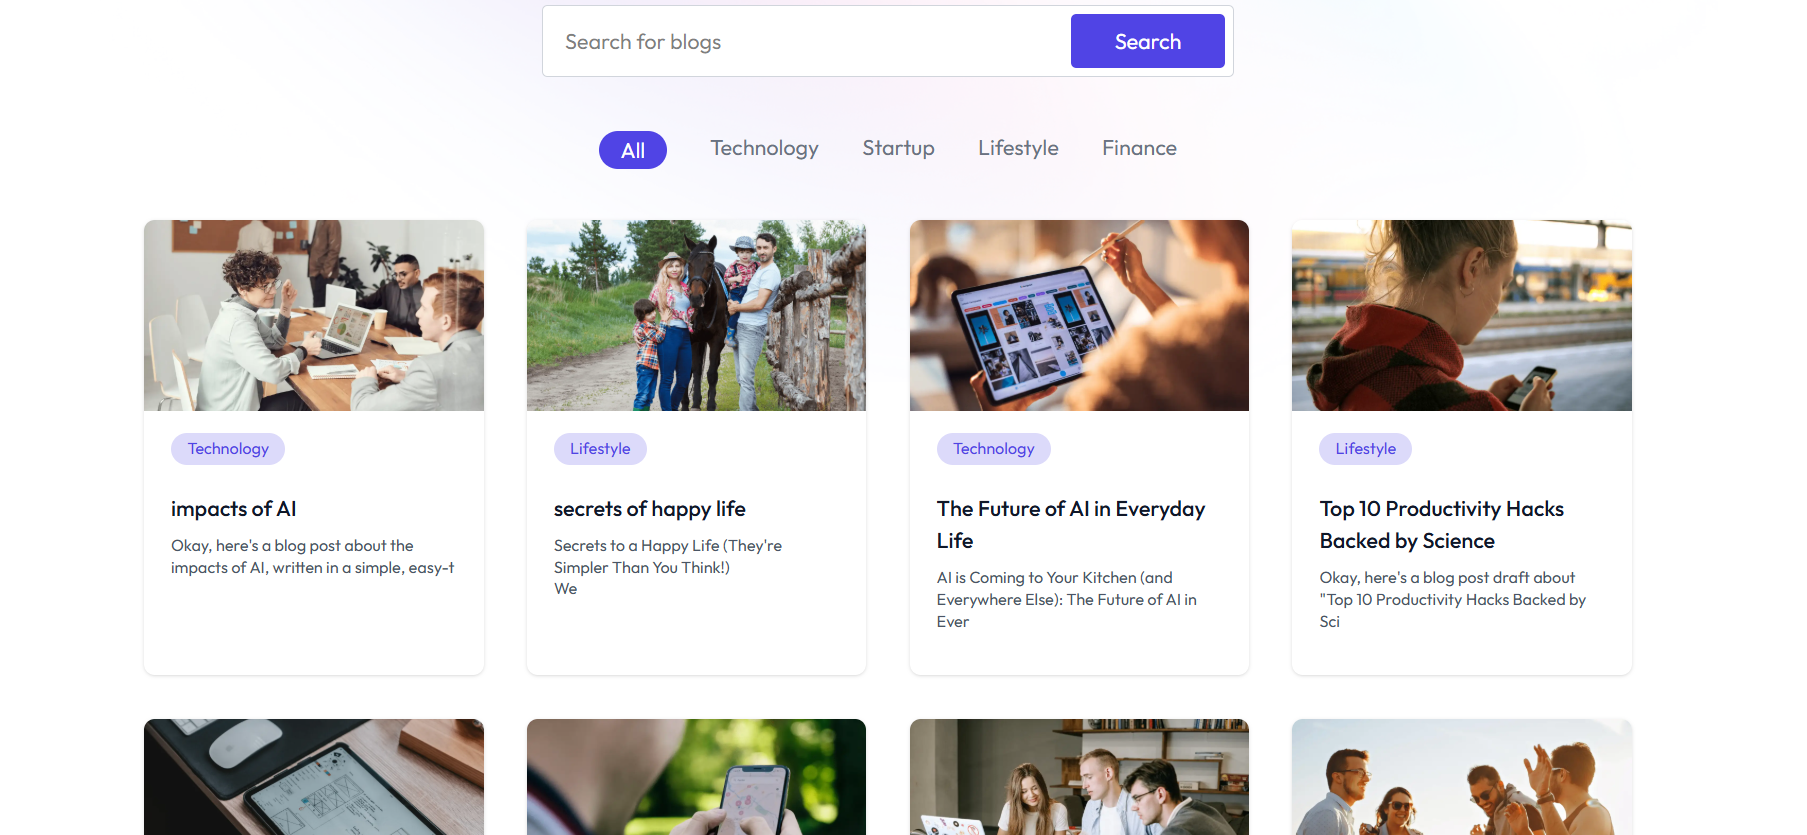 Search for blogs
Search
All
Technology
Startup
Lifestyle
Finance
Technology
impacts of AI
Okay, here's a blog post about the
impacts of AI, written in a simple, easy-t
Lifestyle
secrets of happy life
Secrets to a Happy Life (They're
Simpler Than You Think!)
We
Technology
The Future of AI in Everyday
Life
AI is Coming to Your Kitchen (and
Everywhere Else): The Future of AI in
Ever
Lifestyle
Top 10 Productivity Hacks
Backed by Science
Okay, here's a blog post draft about
"Top 10 Productivity Hacks Backed by
Sci